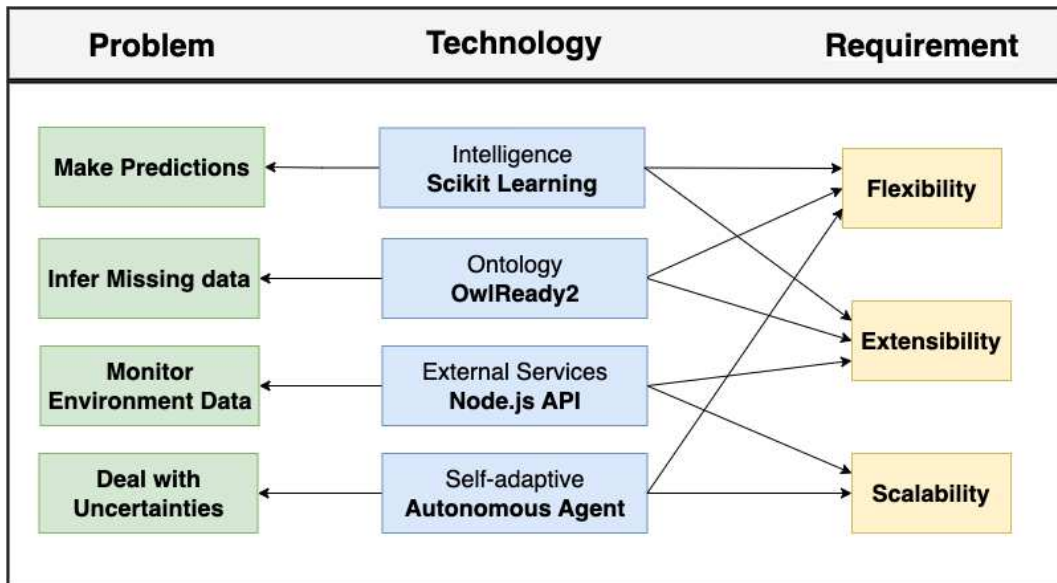 Problem
Technology
Requirement
Make Predictions
Intelligence
Scikit Learning
Flexibility
Infer Missing data
Ontology
OwlReady2
Extensibility
Monitor
Environment Data
External Services
Node.js API
Deal with
Uncertainties
Self-adaptive
Autonomous Agent
Scalability